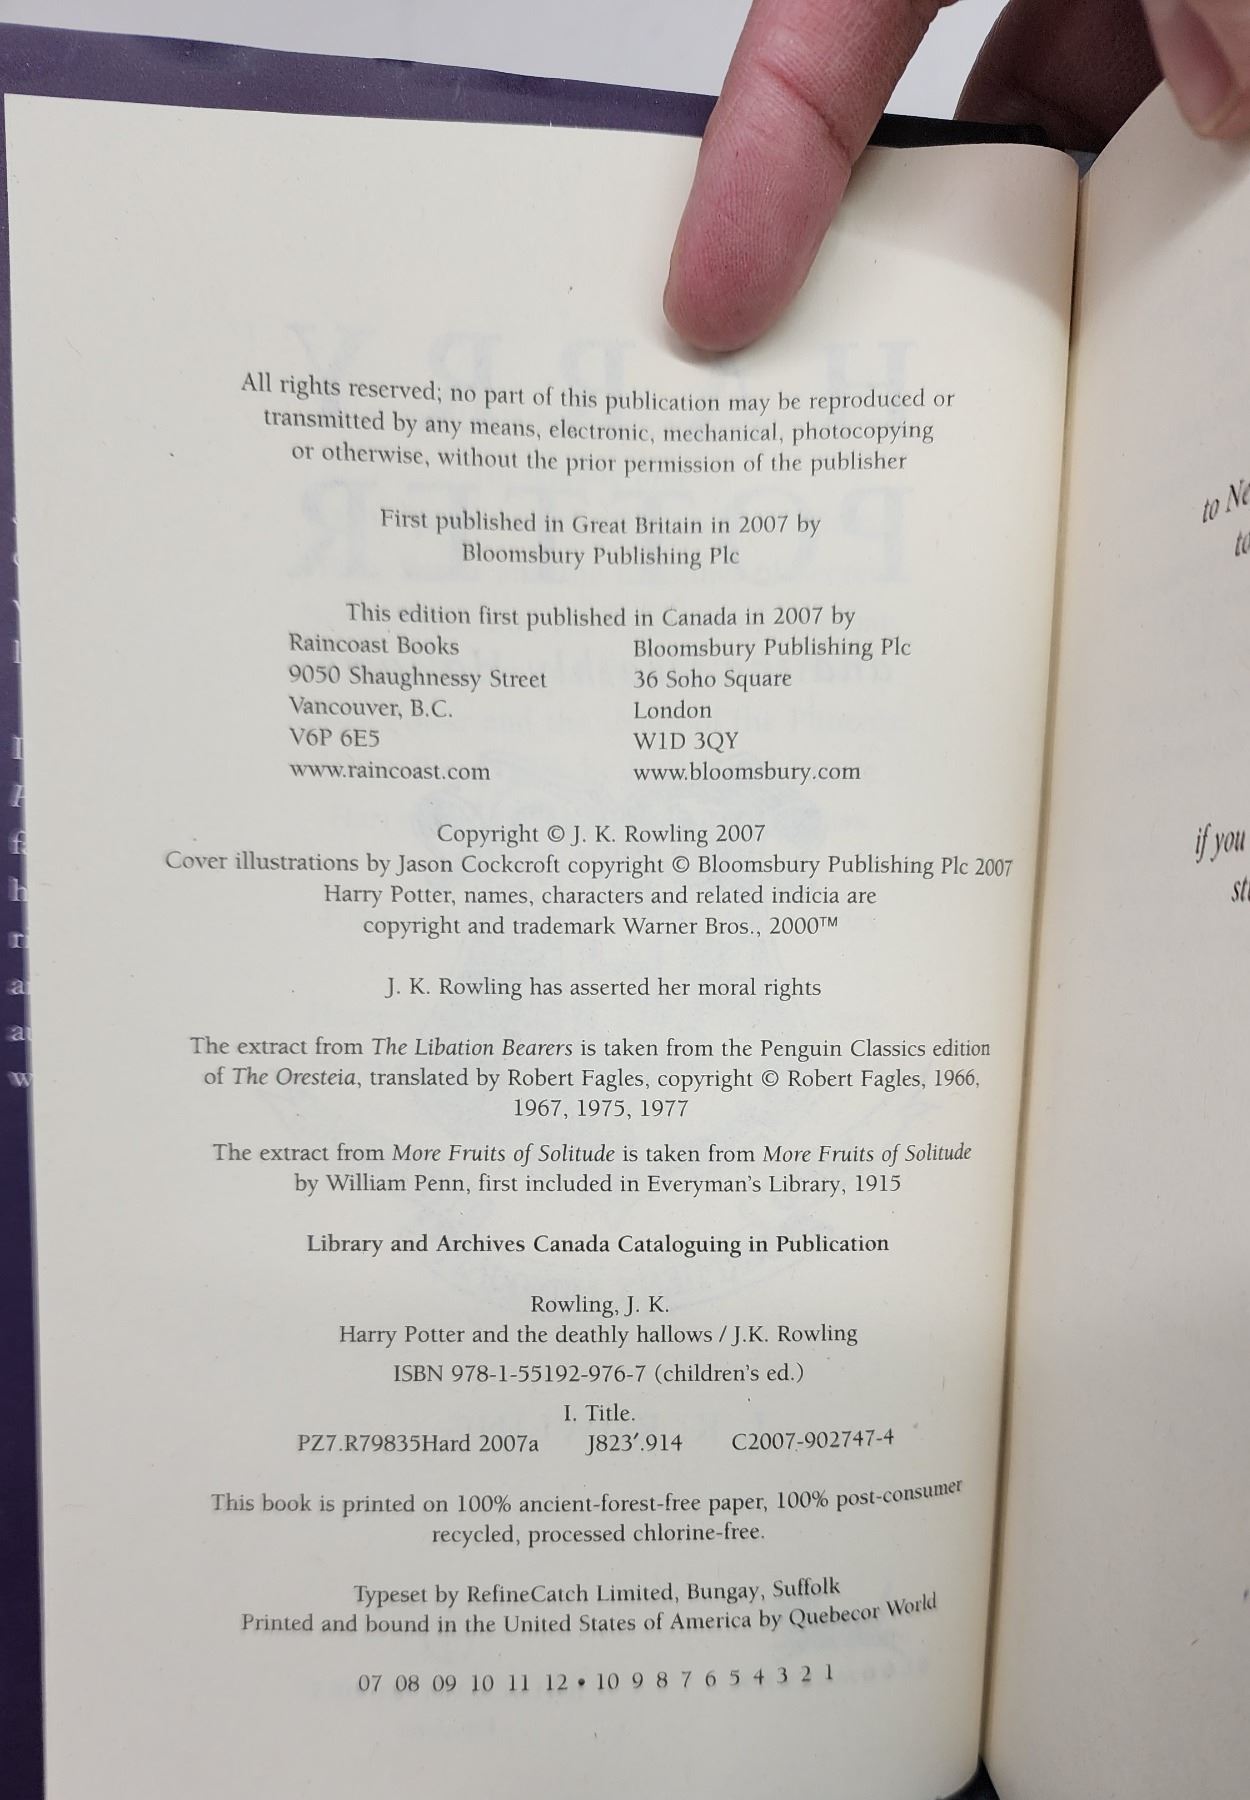 All rights reserved; no part of this publication may be reproduced or
transmitted by any means, electronic, mechanical, photocopying
or otherwise, without the prior permission of the publisher
First published in Great Britain in 2007 by
Bloomsbury Publishing Plc
This edition first published in Canada in 2007 by
Raincoast Books Bloomsbury Publishing Plc
9050 Shaughnessy Street 36 Soho Square
Vancouver, B.C. London
V6P 6E5 W1D 3QY
www.raincoast.com www.bloomsbury.com
Copyright © J. K. Rowling 2007
Cover illustrations by Jason Cockcroft copyright © Bloomsbury Publishing Plc 2007
Harry Potter, names, characters and related indicia are
copyright and trademark Warner Bros., 2000™
J. K. Rowling has asserted her moral rights
The extract from The Libation Bearers is taken from the Penguin Classics edition
of The Oresteia, translated by Robert Fagles, copyright © Robert Fagles, 1966,
1967, 1975, 1977
The extract from More Fruits of Solitude is taken from More Fruits of Solitude
by William Penn, first included in Everyman's Library, 1915
Library and Archives Canada Cataloguing in Publication
Rowling, J. K.
Harry Potter and the deathly hallows / J.K. Rowling
ISBN 978-1-55192-976-7 (children's ed.)
I. Title.
PZ7.R79835Hard 2007a J823′.914 C2007-902747-4
This book is printed on 100% ancient-forest-free paper, 100% post-consumer
recycled, processed chlorine-free.
Typeset by RefineCatch Limited, Bungay, Suffolk
Printed and bound in the United States of America by Quebecor World
07 08 09 10 11 12 • 10 9 8 7 6 5 4 3 2 1
to
if you